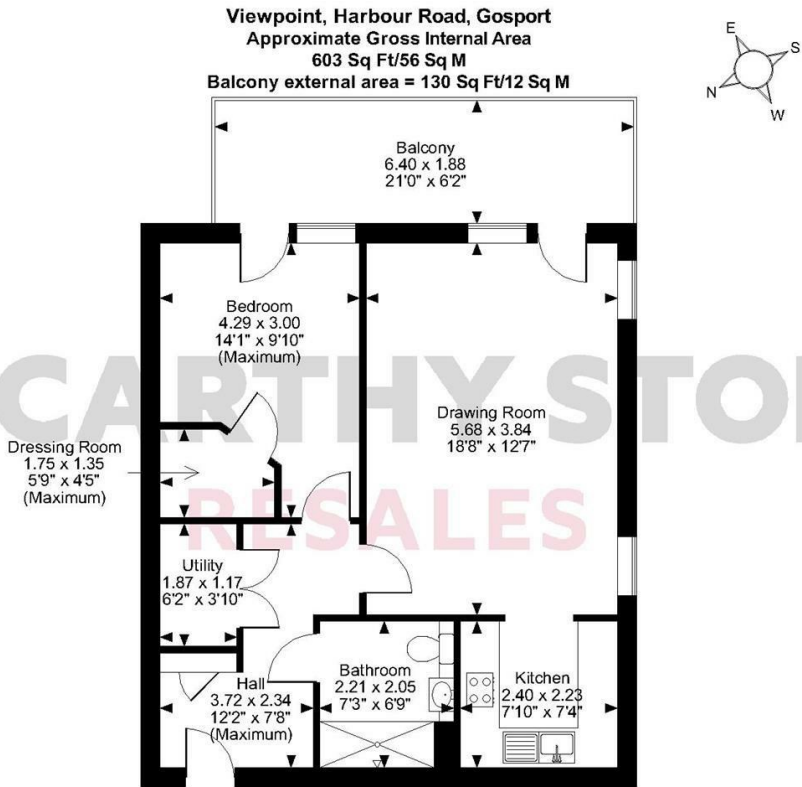 Viewpoint, Harbour Road, Gosport
Approximate Gross Internal Area
603 Sq Ft/56 Sq M
Balcony external area = 130 Sq Ft/12 Sq M
E
S
N
W
Balcony
6.40 x 1.88
21'0" x 6'2"
Bedroom
4.29 x 3.00
14'1" x 9'10"
(Maximum)
Drawing Room
5.68 x 3.84
18'8" x 12'7"
Dressing Room
1.75 x 1.35
5'9" x 4'5"
(Maximum)
CARTHY STO
RESALES
Utility
1.87 x 1.17
6'2" x 3'10"
Hall
3.72 x 2.34
12'2" x 7'8"
(Maximum)
Bathroom
2.21 x 2.05
7'3" x 6'9"
Kitchen
2.40 x 2.23
7'10" x 7'4"